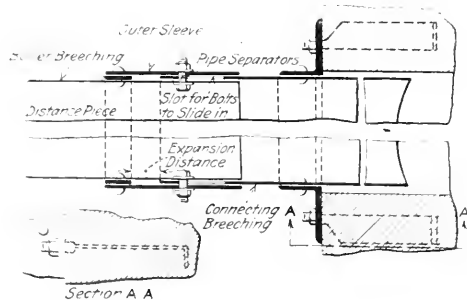 Outer Sleeve
Breeching
Pipe Separators
Distance Piece
Slot for Bolts
to Slide in
Expansion
Distance
Connecting
Breeching
A
A
Section A A